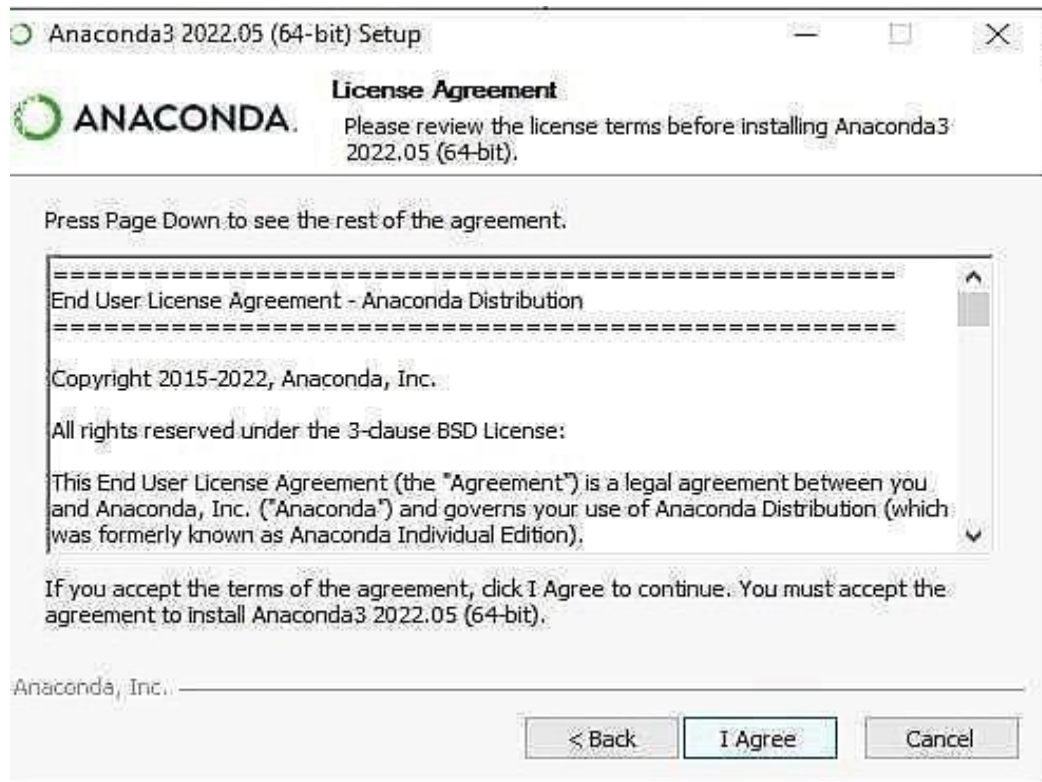 Anaconda3 2022.05 (64-bit) Setup
ANACONDA.
License Agreement
Please review the license terms before installing Anaconda3
2022.05 (64-bit).
Press Page Down to see the rest of the agreement.
==================================================
End User License Agreement - Anaconda Distribution
==================================================
Copyright 2015-2022, Anaconda, Inc.
All rights reserved under the 3-clause BSD License:
This End User License Agreement (the "Agreement") is a legal agreement between you
and Anaconda, Inc. ("Anaconda") and governs your use of Anaconda Distribution (which
was formerly known as Anaconda Individual Edition).
If you accept the terms of the agreement, click I Agree to continue. You must accept the
agreement to install Anaconda3 2022.05 (64-bit).
Anaconda, Inc.
< Back
I Agree
Cancel